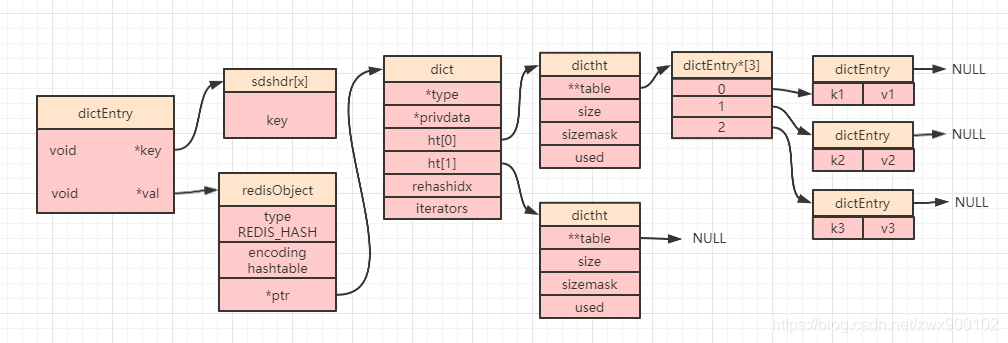 dictEntry
void *key
void *val
sdshdr[x]
key
redisObject
type
REDIS_HASH
encoding
hashtable
*ptr
dict
*type
*privdata
ht[0]
ht[1]
rehashidx
iterators
dictht
**table
size
sizemask
used
dictht
**table
size
sizemask
used
NULL
dictEntry*[3]
0
1
2
dictEntry
k1 v1
NULL
dictEntry
k2 v2
NULL
dictEntry
k3 v3
NULL
https://blog.csdn.net/zwx900102